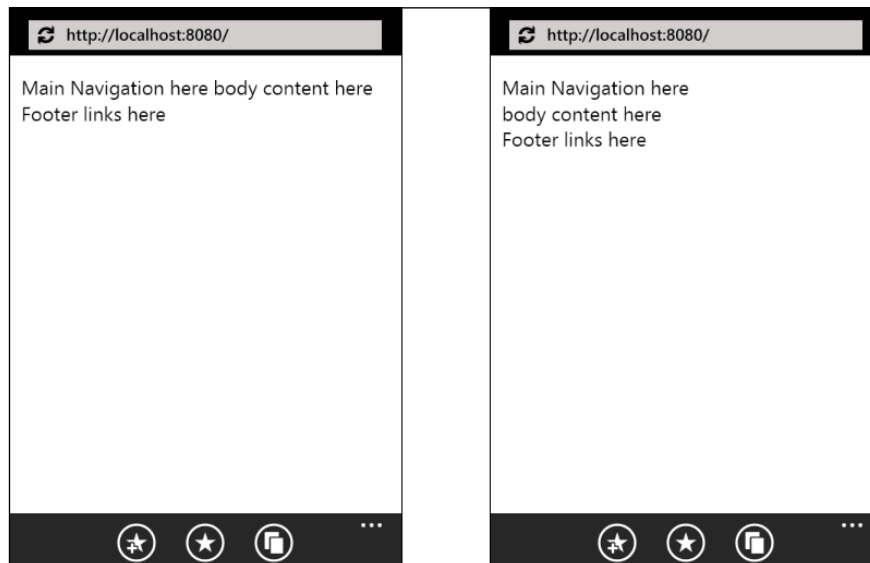 http://localhost:8080/
Main Navigation here body content here
Footer links here
http://localhost:8080/
Main Navigation here
body content here
Footer links here